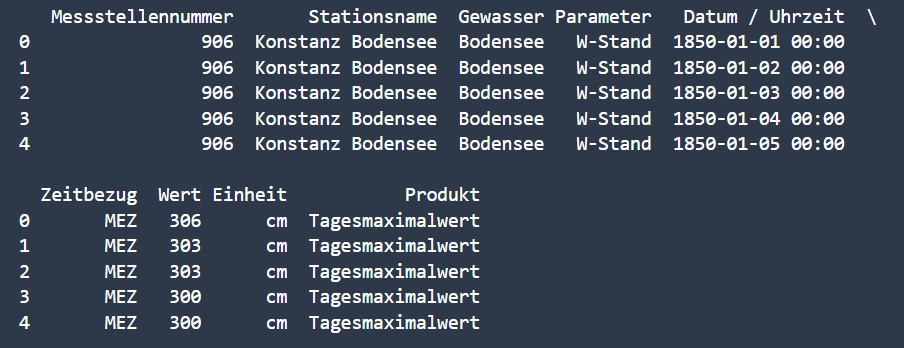 Messstellennummer Stationsname Gewasser Parameter Datum / Uhrzeit \
0 906 Konstanz Bodensee Bodensee W-Stand 1850-01-01 00:00
1 906 Konstanz Bodensee Bodensee W-Stand 1850-01-02 00:00
2 906 Konstanz Bodensee Bodensee W-Stand 1850-01-03 00:00
3 906 Konstanz Bodensee Bodensee W-Stand 1850-01-04 00:00
4 906 Konstanz Bodensee Bodensee W-Stand 1850-01-05 00:00
Zeitbezug Wert Einheit Produkt
0 MEZ 306 cm Tagesmaximalwert
1 MEZ 303 cm Tagesmaximalwert
2 MEZ 303 cm Tagesmaximalwert
3 MEZ 300 cm Tagesmaximalwert
4 MEZ 300 cm Tagesmaximalwert